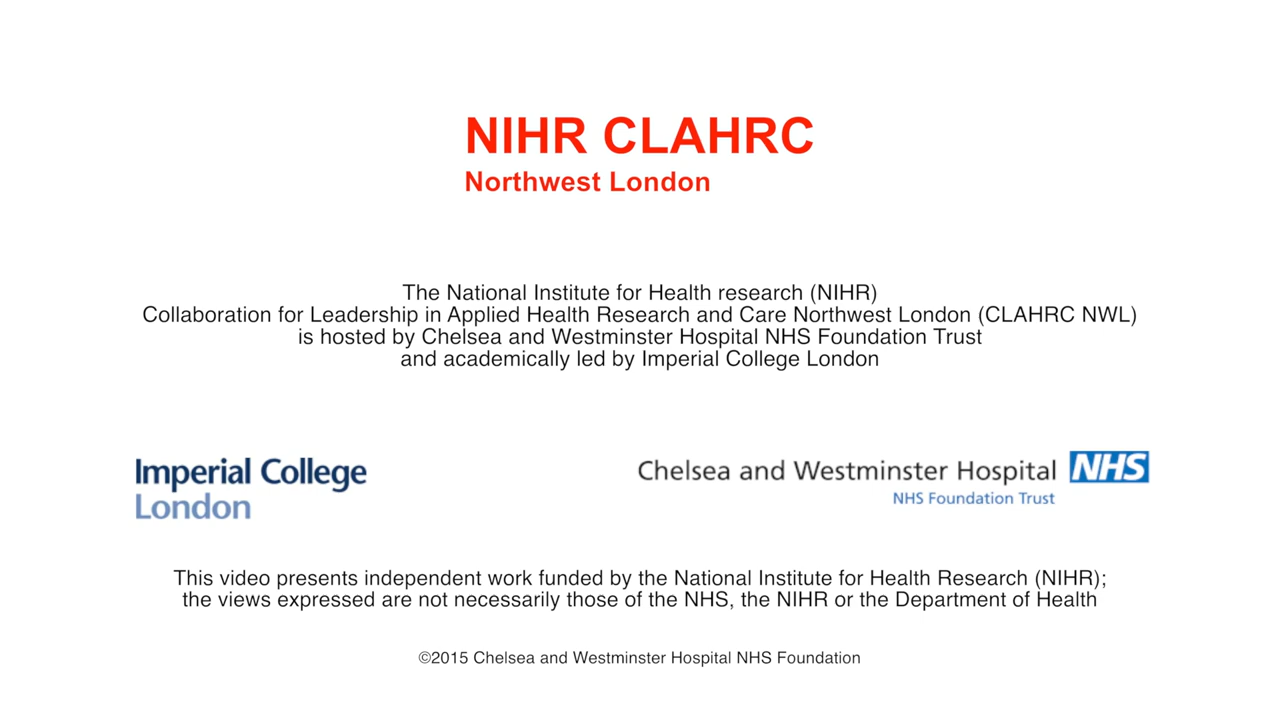 NIHR CLAHRC
Northwest London
The National Institute for Health research (NIHR)
Collaboration for Leadership in Applied Health Research and Care Northwest London (CLAHRC NWL)
is hosted by Chelsea and Westminster Hospital NHS Foundation Trust
and academically led by Imperial College London
Imperial College
London
Chelsea and Westminster Hospital NHS
NHS Foundation Trust
This video presents independent work funded by the National Institute for Health Research (NIHR);
the views expressed are not necessarily those of the NHS, the NIHR or the Department of Health
©2015 Chelsea and Westminster Hospital NHS Foundation